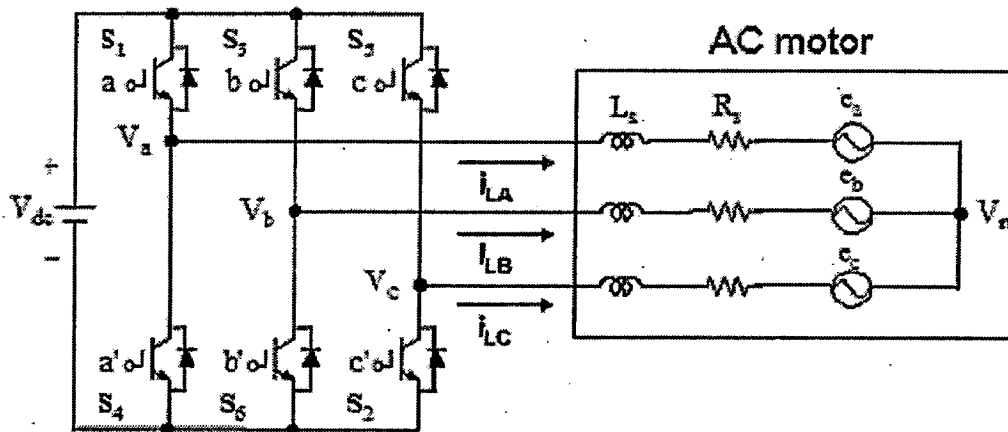 AC motor
S1 S3 S5
a b c
Ls Rs ea
Va
iLA
eb
+
Vdc
Vb
Vn
-
iLB
ec
Vc
iLC
a' b' c'
S4 S6 S2